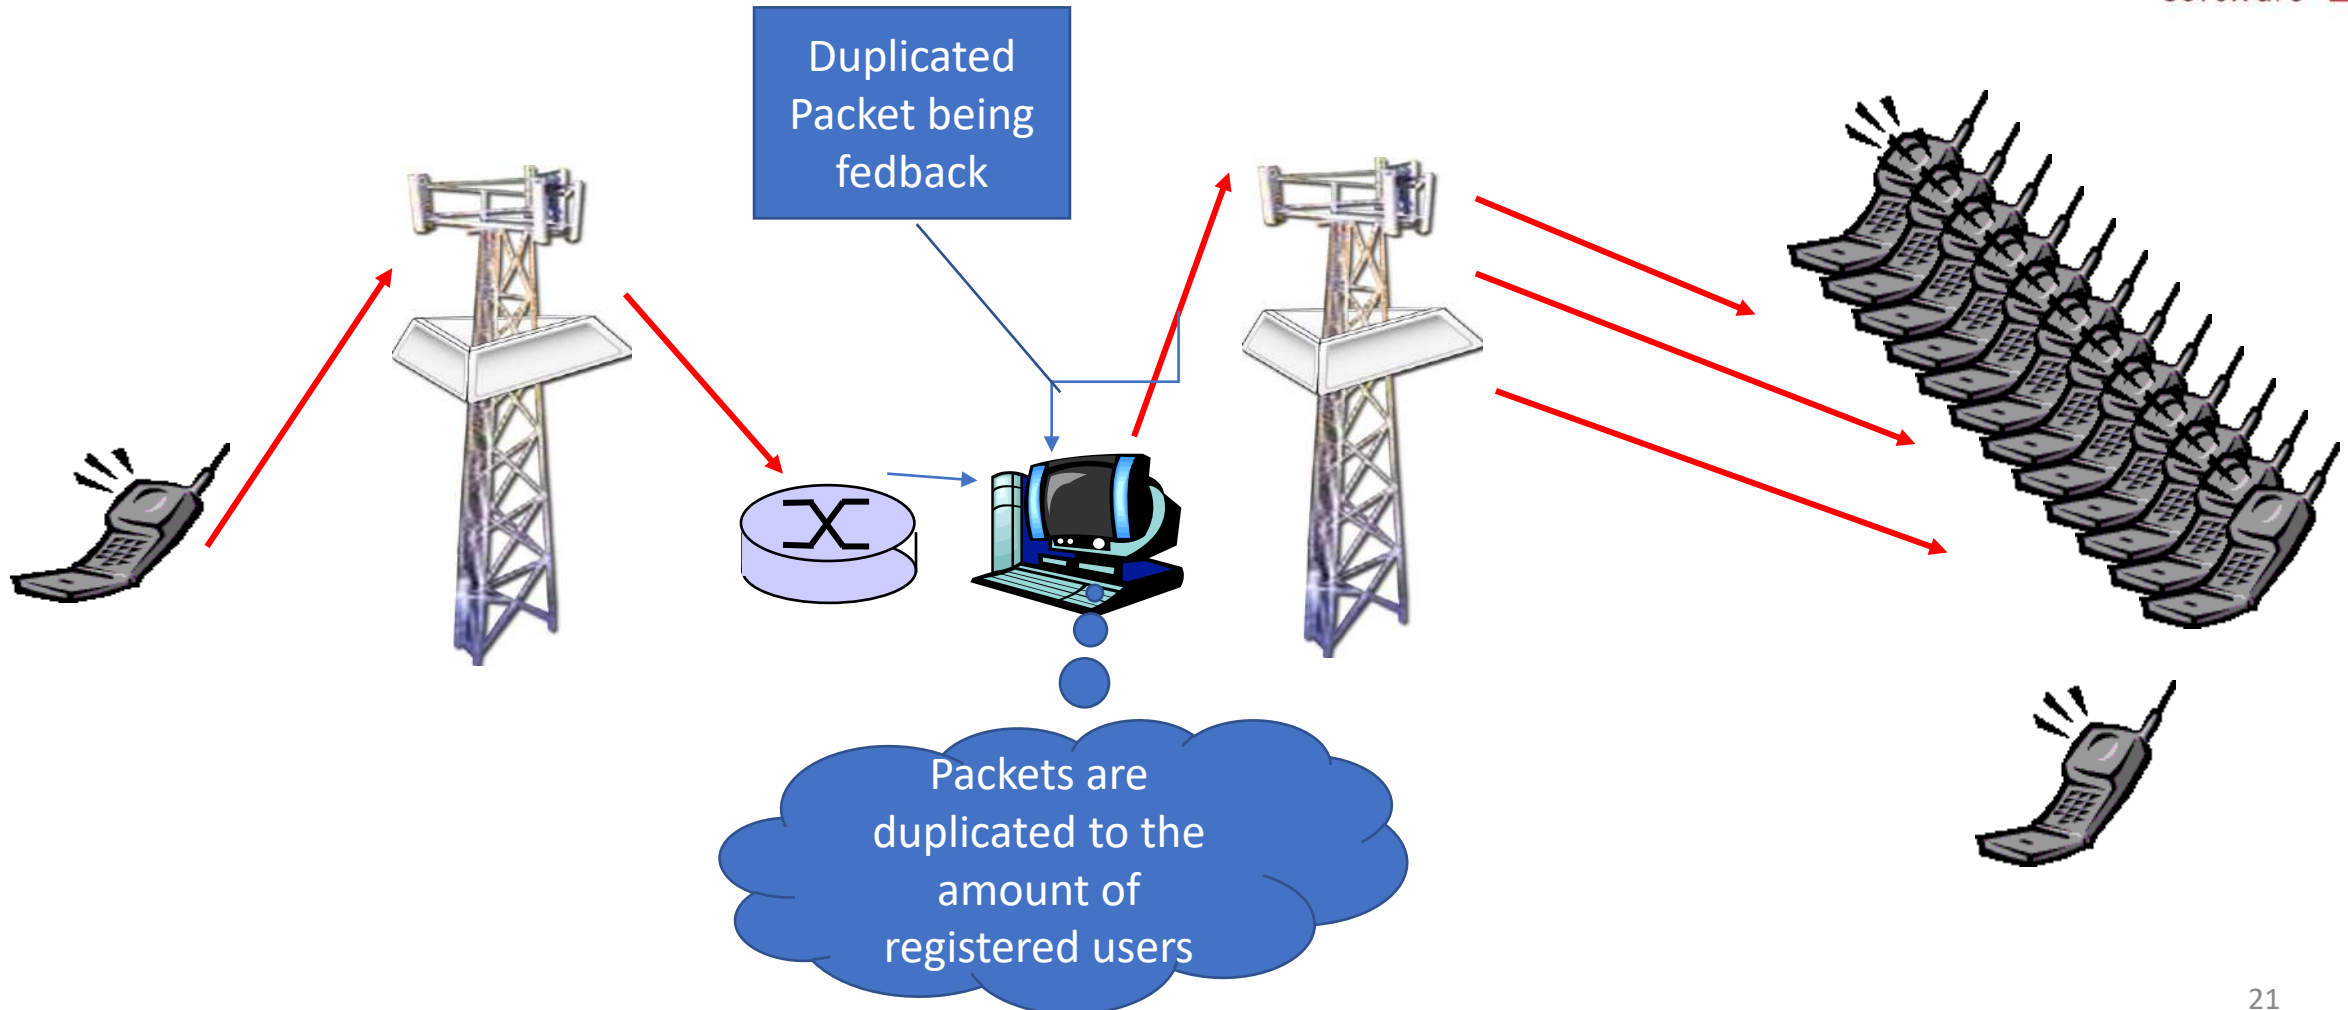 Duplicated
Packet being
fedback
Packets are
duplicated to the
amount of
registered users
21